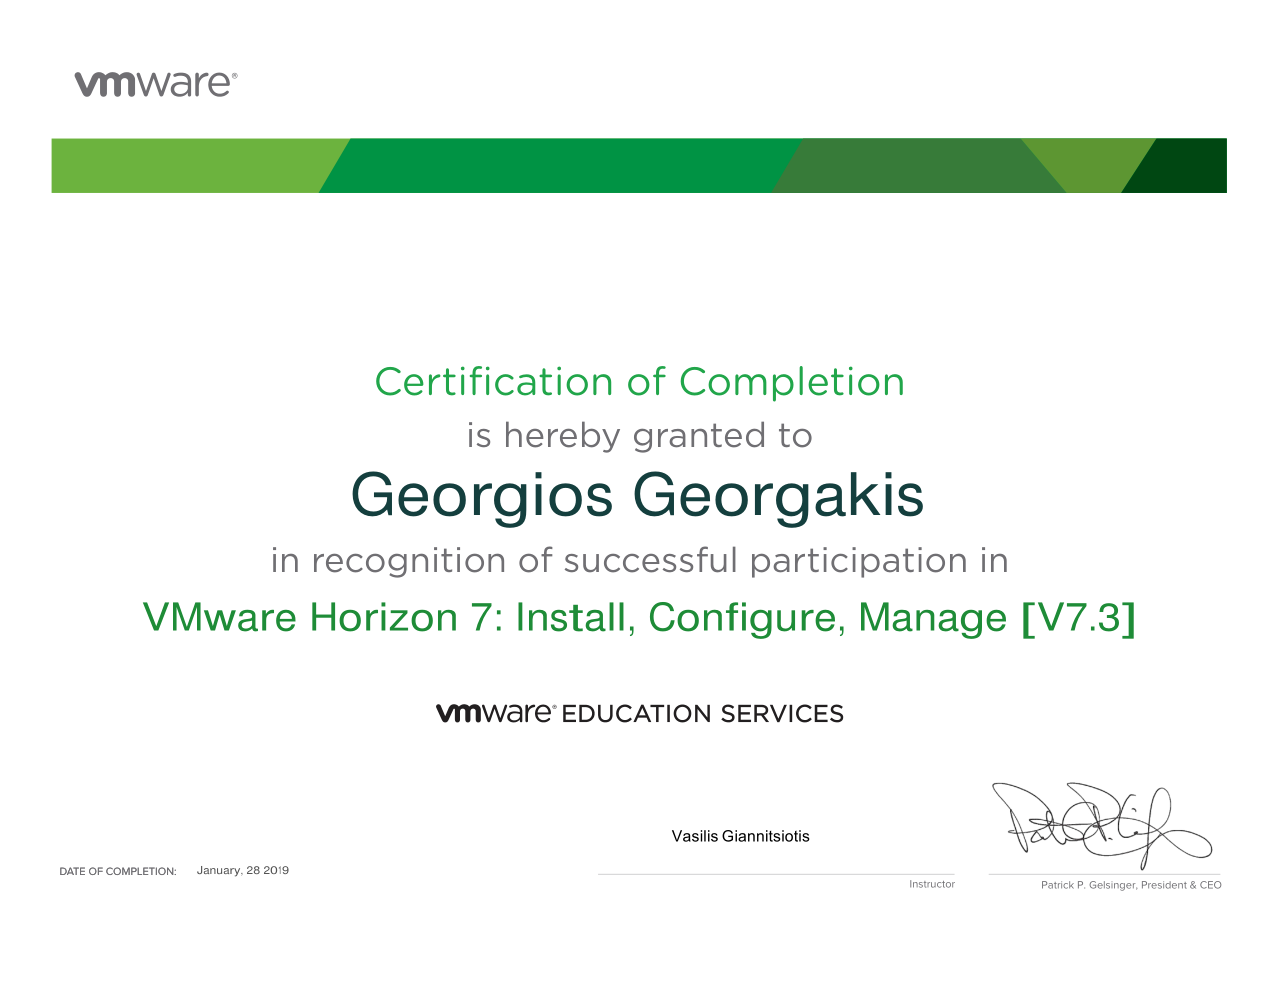 vmware®
Certification of Completion
is hereby granted to
Georgios Georgakis
in recognition of successful participation in
VMware Horizon 7: Install, Configure, Manage [V7.3]
vmware® EDUCATION SERVICES
Vasilis Giannitsiotis
DATE OF COMPLETION: January, 28 2019
Instructor
Patrick P. Gelsinger, President & CEO